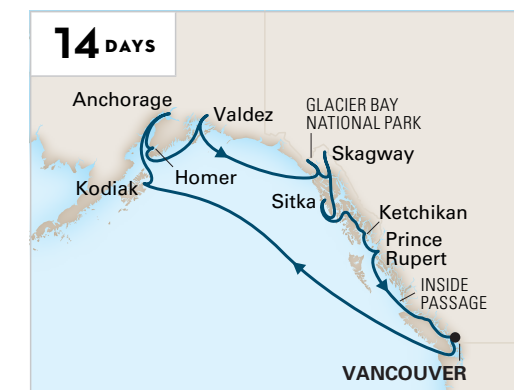 14 DAYS
Anchorage
Valdez
GLACIER BAY
NATIONAL PARK
Skagway
Homer
Kodiak
Sitka
Ketchikan
Prince
Rupert
INSIDE
PASSAGE
VANCOUVER